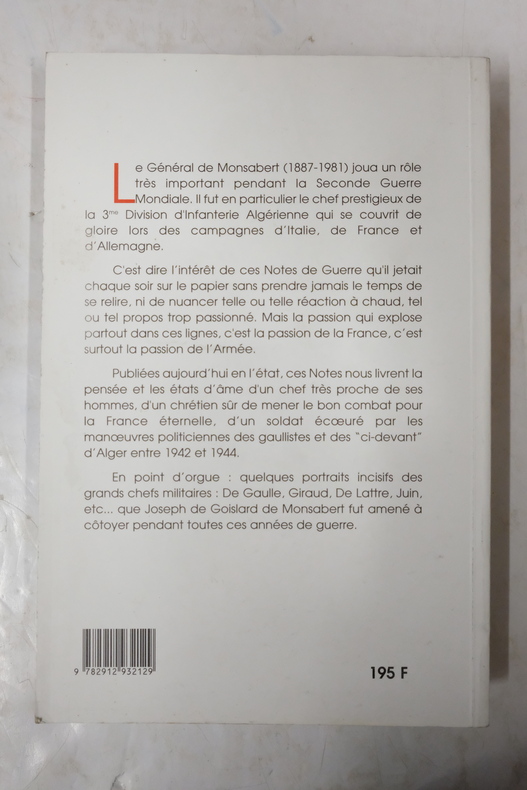 Le Général de Monsabert (1887-1981) joua un rôle
très important pendant la Seconde Guerre
Mondiale. Il fut en particulier le chef prestigieux de
la 3me Division d'Infanterie Algérienne qui se couvrit de
gloire lors des campagnes d'Italie, de France et
d'Allemagne.
C'est dire l'intérêt de ces Notes de Guerre qu'il jetait
chaque soir sur le papier sans prendre jamais le temps de
se relire, ni de nuancer telle ou telle réaction à chaud, tel
ou tel propos trop passionné. Mais la passion qui explose
partout dans ces lignes, c'est la passion de la France, c'est
surtout la passion de l'Armée.
Publiées aujourd'hui en l'état, ces Notes nous livrent la
pensée et les états d'âme d'un chef très proche de ses
hommes, d'un chrétien sûr de mener le bon combat pour
la France éternelle, d'un soldat écœuré par les
manœuvres politiciennes des gaullistes et des "ci-devant"
d'Alger entre 1942 et 1944.
En point d'orgue : quelques portraits incisifs des
grands chefs militaires : De Gaulle, Giraud, De Lattre, Juin,
etc... que Joseph de Goislard de Monsabert fut amené à
côtoyer pendant toutes ces années de guerre.
9 782912 932129
195 F